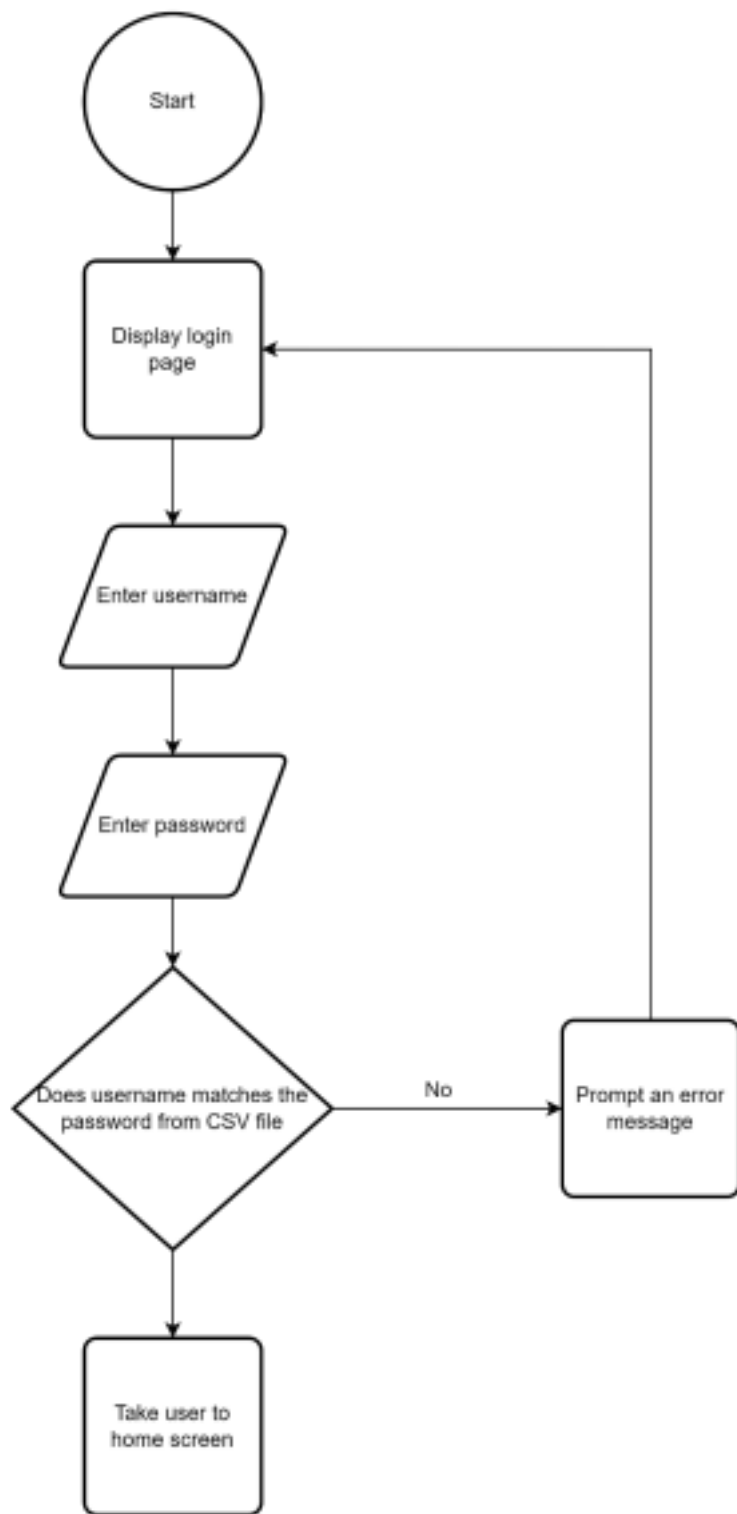 Start
Display login
page
Enter username
Enter password
Does username matches the
password from CSV file
No
Prompt an error
message
Take user to
home screen